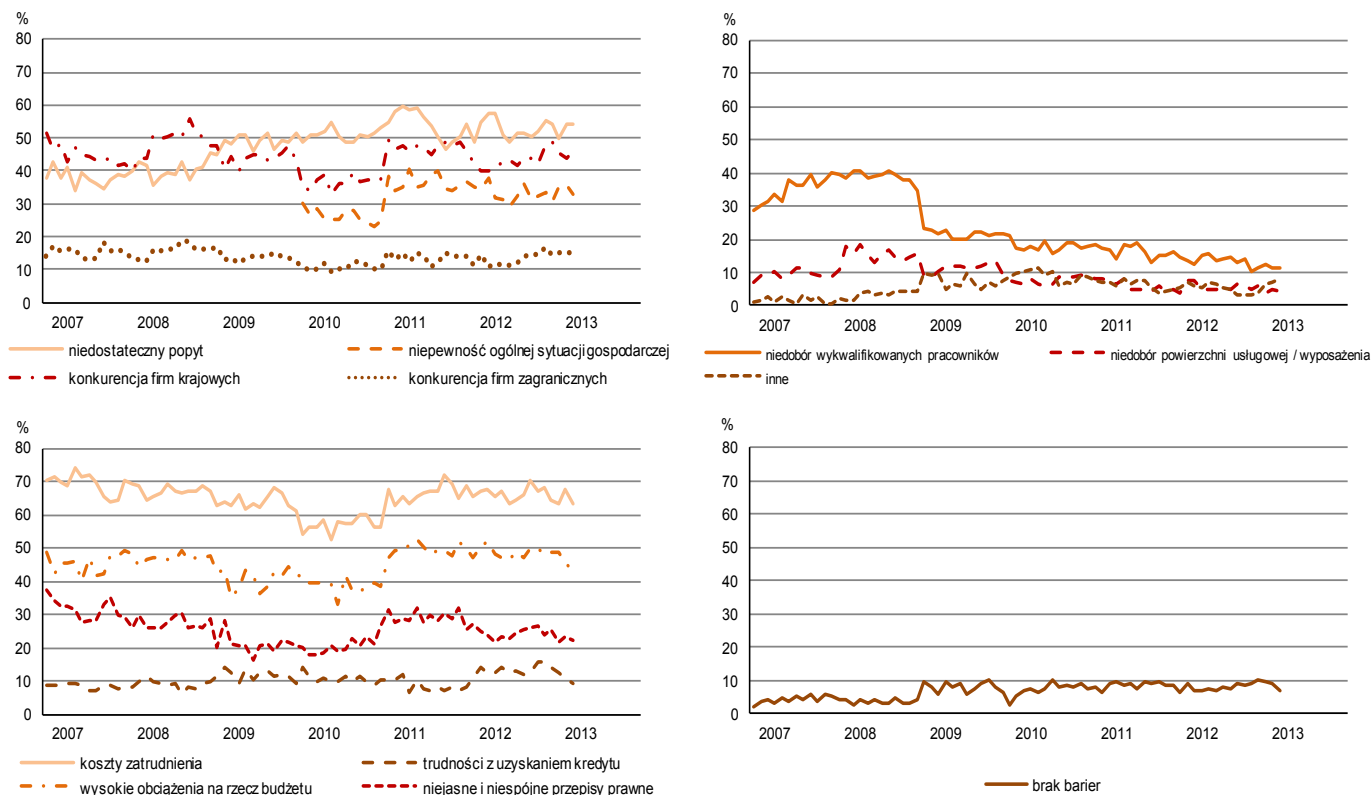 %
80
70
60
50
40
30
20
10
0
2007 2008 2009 2010 2011 2012 2013
niedostateczny popyt
niepewność ogólnej sytuacji gospodarczej
konkurencja firm krajowych
konkurencja firm zagranicznych
%
80
70
60
50
40
30
20
10
0
2007 2008 2009 2010 2011 2012 2013
niedobór wykwalifikowanych pracowników
niedobór powierzchni usługowej / wyposażenia
inne
%
80
70
60
50
40
30
20
10
0
2007 2008 2009 2010 2011 2012 2013
koszty zatrudnienia
trudności z uzyskaniem kredytu
wysokie obciążenia na rzecz budżetu
niejasne i niespójne przepisy prawne
%
80
70
60
50
40
30
20
10
0
2007 2008 2009 2010 2011 2012 2013
brak barier